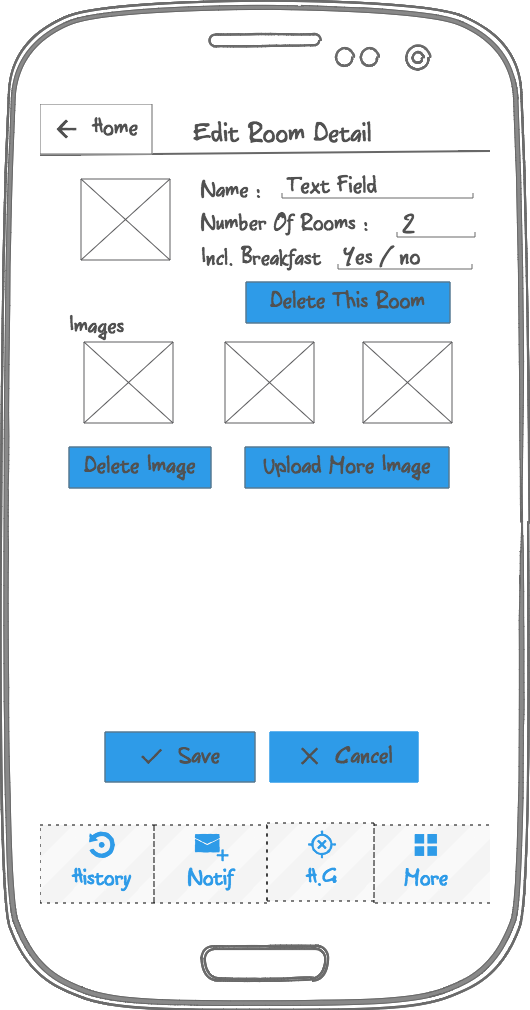 Home
Edit Room Detail
Name : Text Field
Number Of Rooms : 2
Incl. Breakfast Yes / no
Delete This Room
Images
Delete Image Upload More Image
Save Cancel
History Notif H.G More